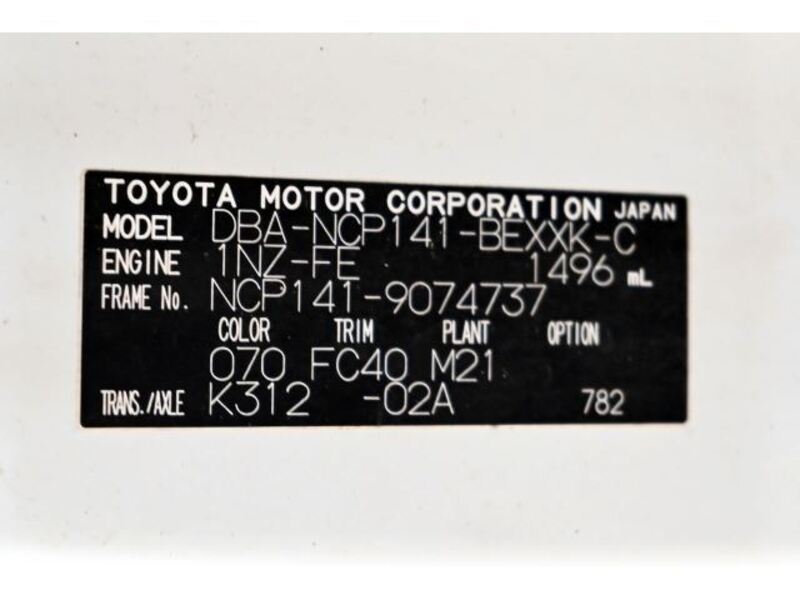 TOYOTA MOTOR CORPORATION JAPAN
MODEL DBA-NCP141-BEXXK-C
ENGINE 1NZ-FE 1496 mL
FRAME No. NCP141-9074737
COLOR TRIM PLANT OPTION
070 FC40 M21
TRANS./AXLE K312 -02A 782